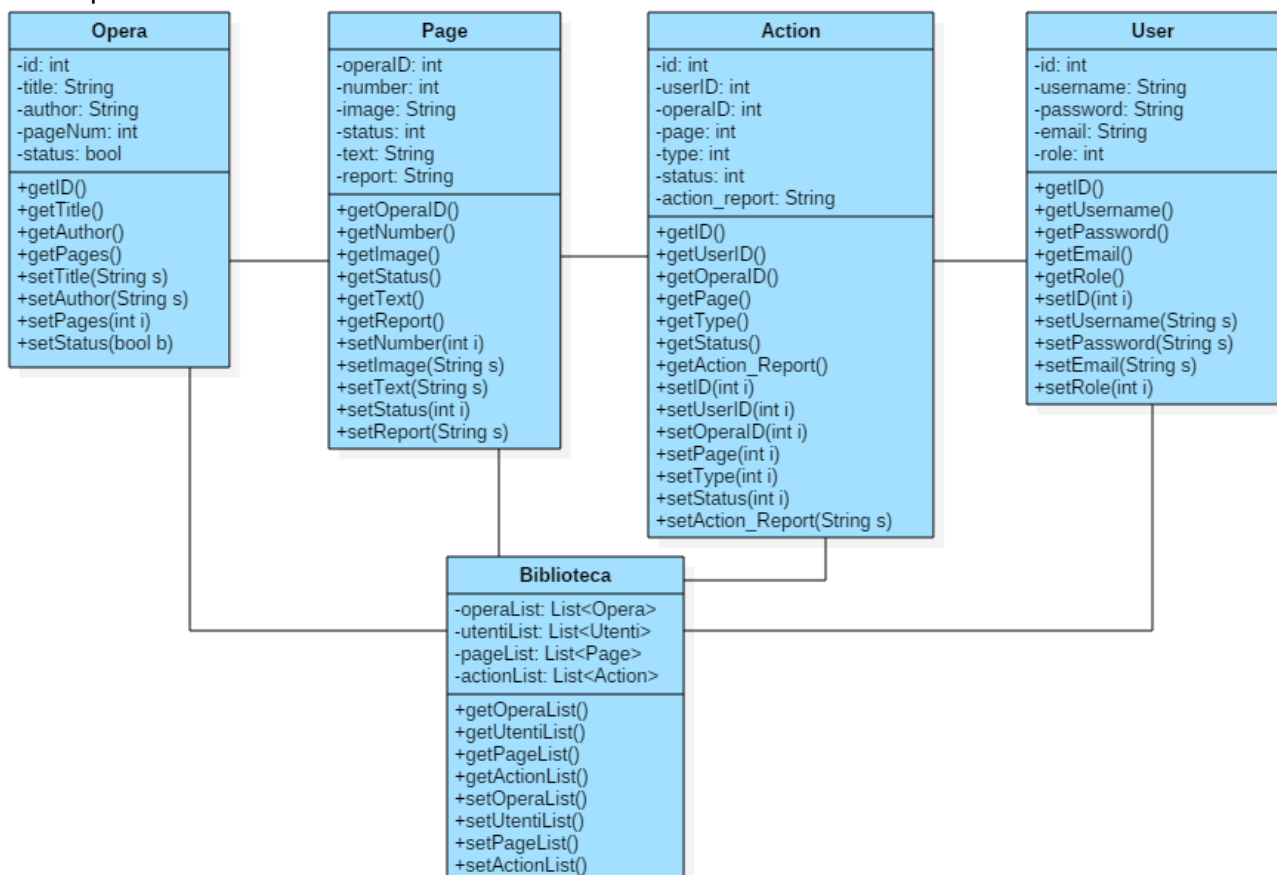 Opera
-id: int
-title: String
-author: String
-pageNum: int
-status: bool
+getID()
+getTitle()
+getAuthor()
+getPages()
+setTitle(String s)
+setAuthor(String s)
+setPages(int i)
+setStatus(bool b)
Page
-operaID: int
-number: int
-image: String
-status: int
-text: String
-report: String
+getOperaID()
+getNumber()
+getImage()
+getStatus()
+getText()
+getReport()
+setNumber(int i)
+setImage(String s)
+setText(String s)
+setStatus(int i)
+setReport(String s)
Action
-id: int
-userID: int
-operaID: int
-page: int
-type: int
-status: int
-action_report: String
+getID()
+getUserID()
+getOperaID()
+getPage()
+getType()
+getStatus()
+getAction_Report()
+setID(int i)
+setUserID(int i)
+setOperaID(int i)
+setPage(int i)
+setType(int i)
+setStatus(int i)
+setAction_Report(String s)
User
-id: int
-username: String
-password: String
-email: String
-role: int
+getID()
+getUsername()
+getPassword()
+getEmail()
+getRole()
+setID(int i)
+setUsername(String s)
+setPassword(String s)
+setEmail(String s)
+setRole(int i)
Biblioteca
-operaList: List<Opera>
-utentiList: List<Utenti>
-pageList: List<Page>
-actionList: List<Action>
+getOperaList()
+getUtentiList()
+getPageList()
+getActionList()
+setOperaList()
+setUtentiList()
+setPageList()
+setActionList()